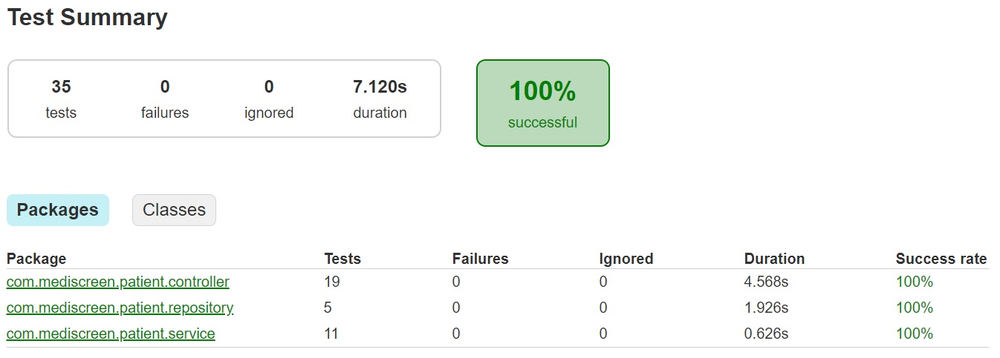 Test Summary
35 0 0 7.120s
tests failures ignored duration
100%
successful
Packages Classes
Package Tests Failures Ignored Duration Success rate
com.mediscreen.patient.controller 19 0 0 4.568s 100%
com.mediscreen.patient.repository 5 0 0 1.926s 100%
com.mediscreen.patient.service 11 0 0 0.626s 100%